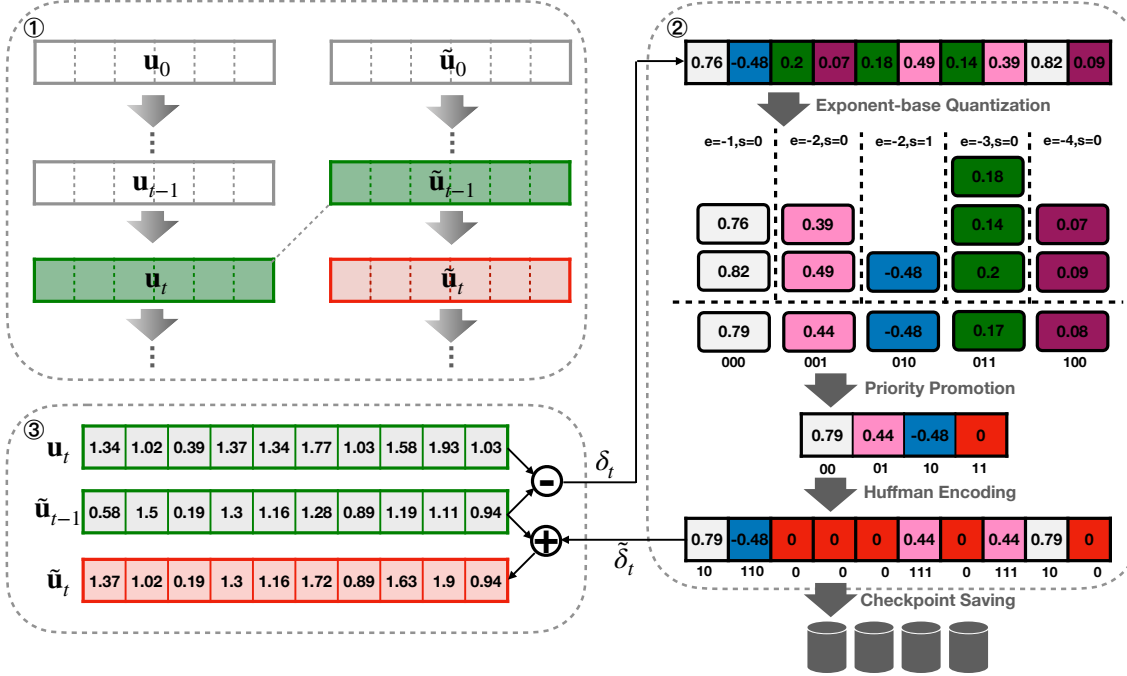 ①
u₀ ũ₀
uₜ₋₁ ũₜ₋₁
uₜ ũₜ
②
0.76 -0.48 0.2 0.07 0.18 0.49 0.14 0.39 0.82 0.09
Exponent-base Quantization
e=-1,s=0 e=-2,s=0 e=-2,s=1 e=-3,s=0 e=-4,s=0
0.18
0.76 0.39 0.14 0.07
0.82 0.49 -0.48 0.2 0.09
0.79 0.44 -0.48 0.17 0.08
000 001 010 011 100
Priority Promotion
0.79 0.44 -0.48 0
00 01 10 11
Huffman Encoding
0.79 -0.48 0 0 0 0.44 0 0.44 0.79 0
10 110 0 0 0 111 0 111 10 0
Checkpoint Saving
③
uₜ 1.34 1.02 0.39 1.37 1.34 1.77 1.03 1.58 1.93 1.03
- δₜ
ũₜ₋₁ 0.58 1.5 0.19 1.3 1.16 1.28 0.89 1.19 1.11 0.94
+ δ̃ₜ
ũₜ 1.37 1.02 0.19 1.3 1.16 1.72 0.89 1.63 1.9 0.94